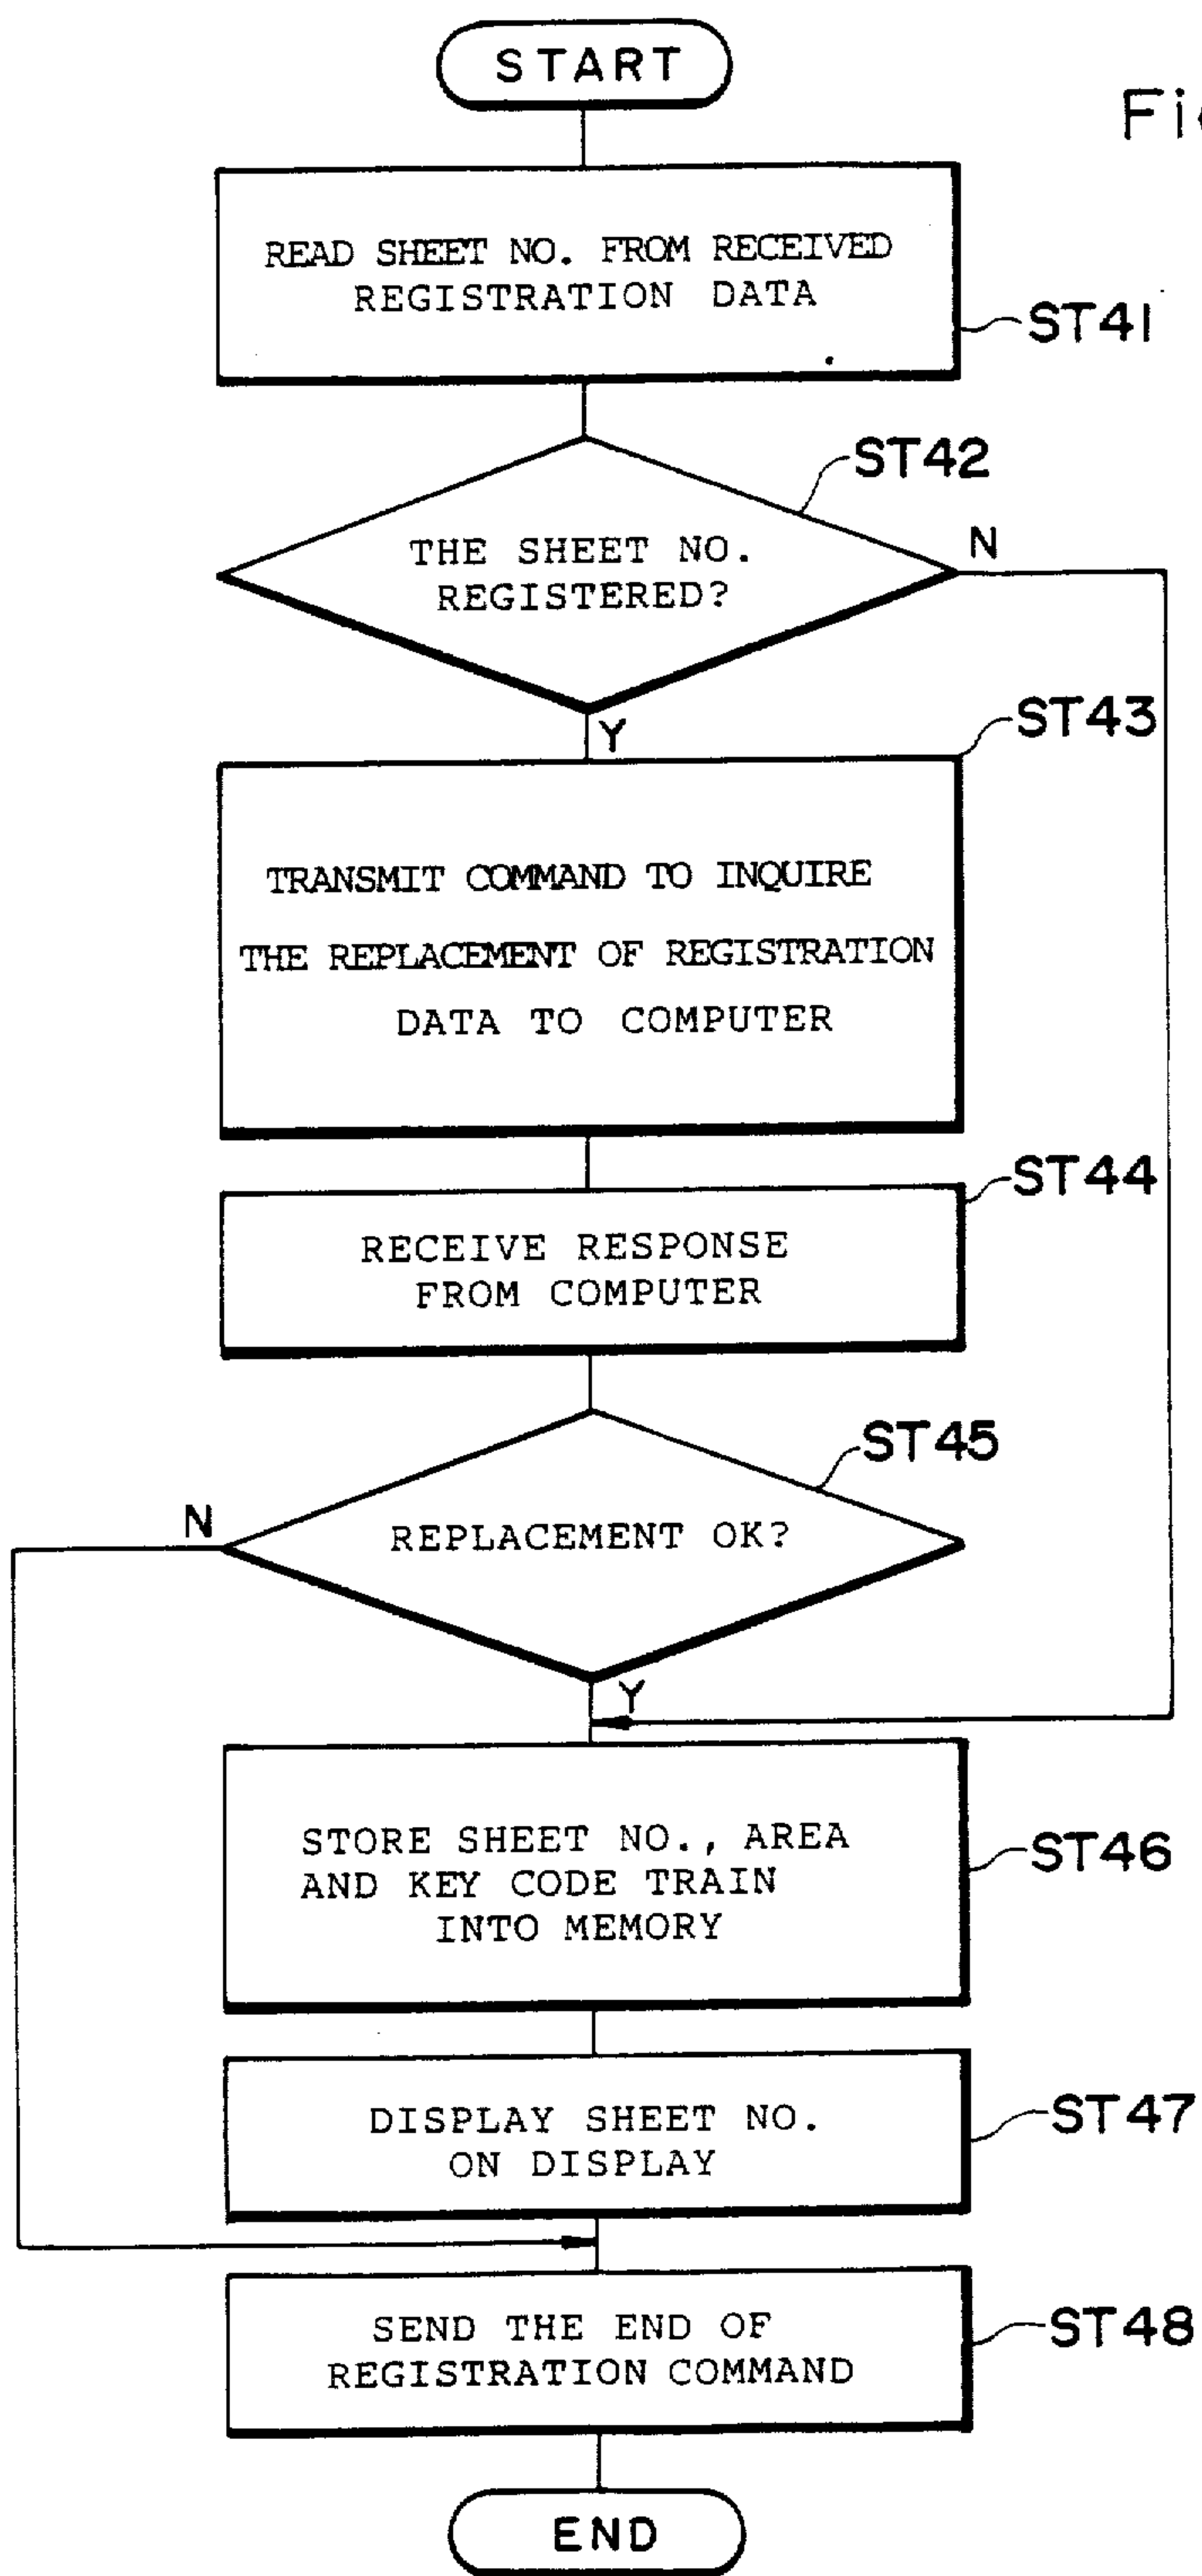 START
Fi
READ SHEET NO. FROM RECEIVED
REGISTRATION DATA
ST41
ST42
THE SHEET NO.
REGISTERED?
N
Y
ST43
TRANSMIT COMMAND TO INQUIRE
THE REPLACEMENT OF REGISTRATION
DATA TO COMPUTER
ST44
RECEIVE RESPONSE
FROM COMPUTER
ST45
N
REPLACEMENT OK?
Y
STORE SHEET NO., AREA
AND KEY CODE TRAIN
INTO MEMORY
ST46
DISPLAY SHEET NO.
ON DISPLAY
ST47
SEND THE END OF
REGISTRATION COMMAND
ST48
END